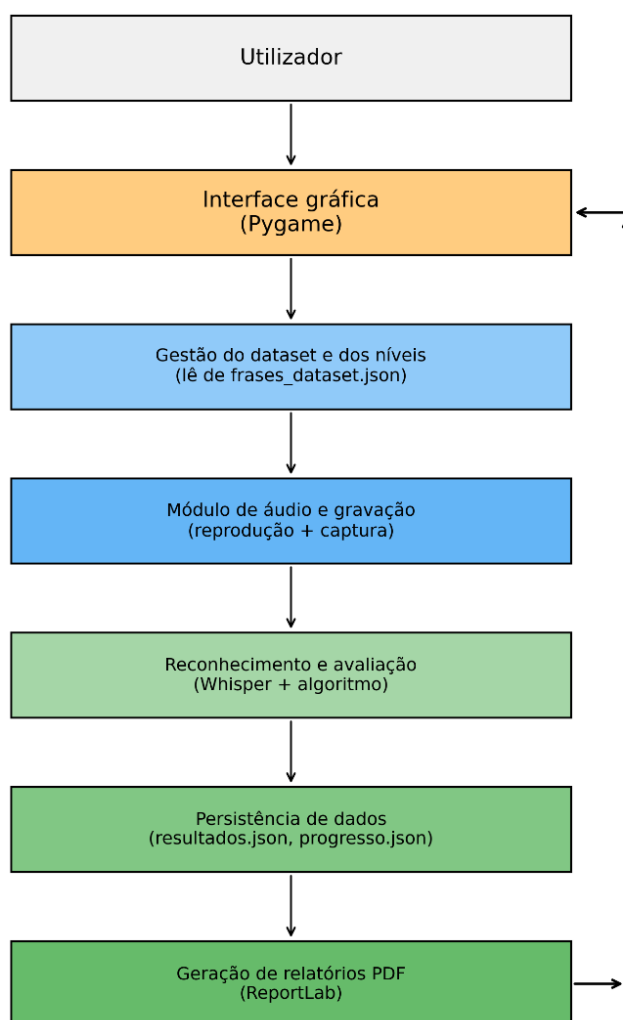 Utilizador
Interface gráfica
(Pygame)
Gestão do dataset e dos níveis
(lê de frases_dataset.json)
Módulo de áudio e gravação
(reprodução + captura)
Reconhecimento e avaliação
(Whisper + algoritmo)
Persistência de dados
(resultados.json, progresso.json)
Geração de relatórios PDF
(ReportLab)